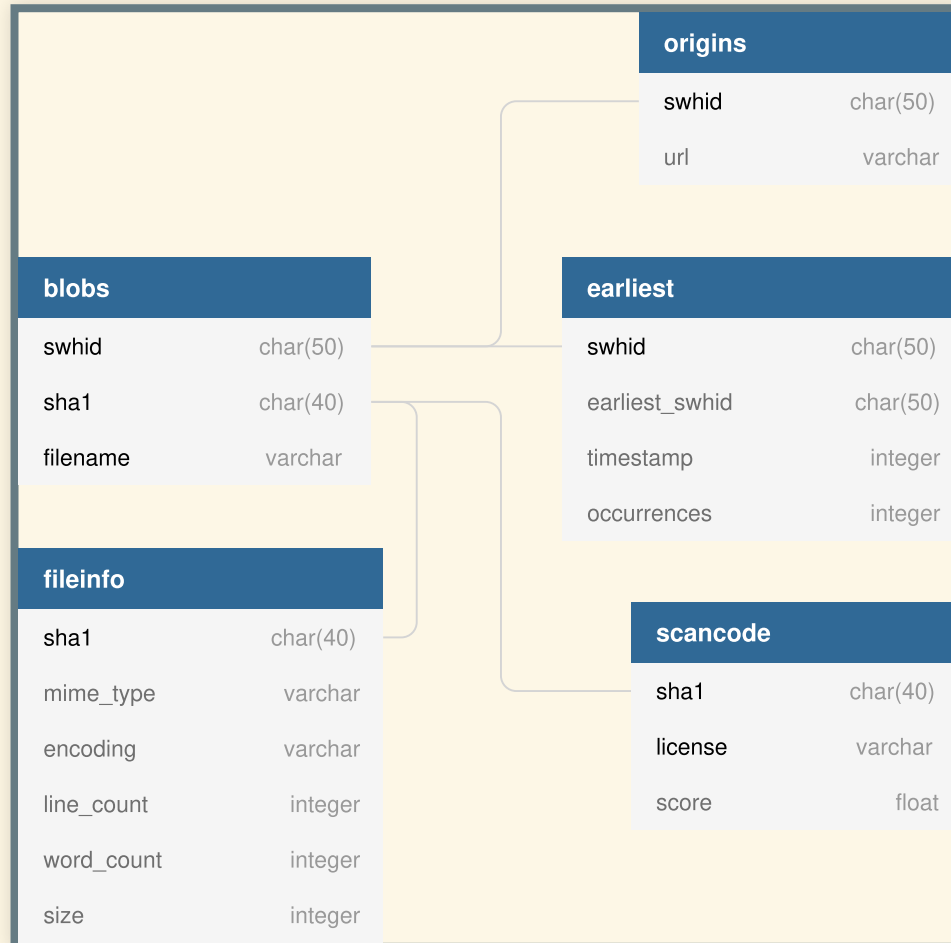 origins
swhid char(50)
url varchar
blobs
swhid char(50)
sha1 char(40)
filename varchar
earliest
swhid char(50)
earliest_swhid char(50)
timestamp integer
occurrences integer
fileinfo
sha1 char(40)
mime_type varchar
encoding varchar
line_count integer
word_count integer
size integer
scancode
sha1 char(40)
license varchar
score float